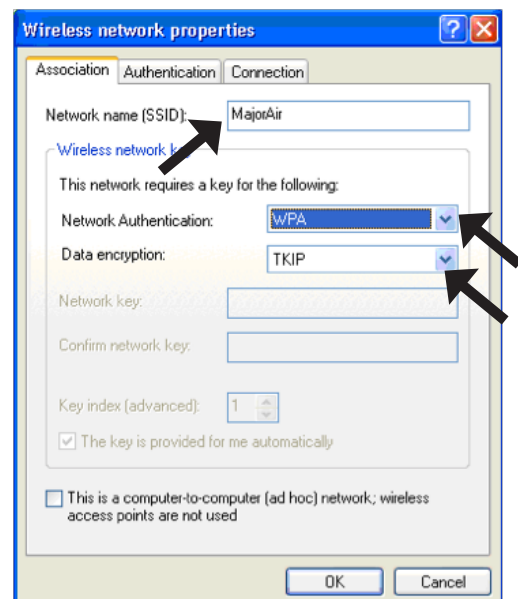 Wireless network properties
Association Authentication Connection
Network name (SSID): MajorAir
Wireless network
This network requires a key for the following:
Network Authentication: WPA
Data encryption: TKIP
Network key:
Confirm network key:
Key index (advanced): 1
The key is provided for me automatically
This is a computer-to-computer (ad hoc) network; wireless
access points are not used
OK Cancel